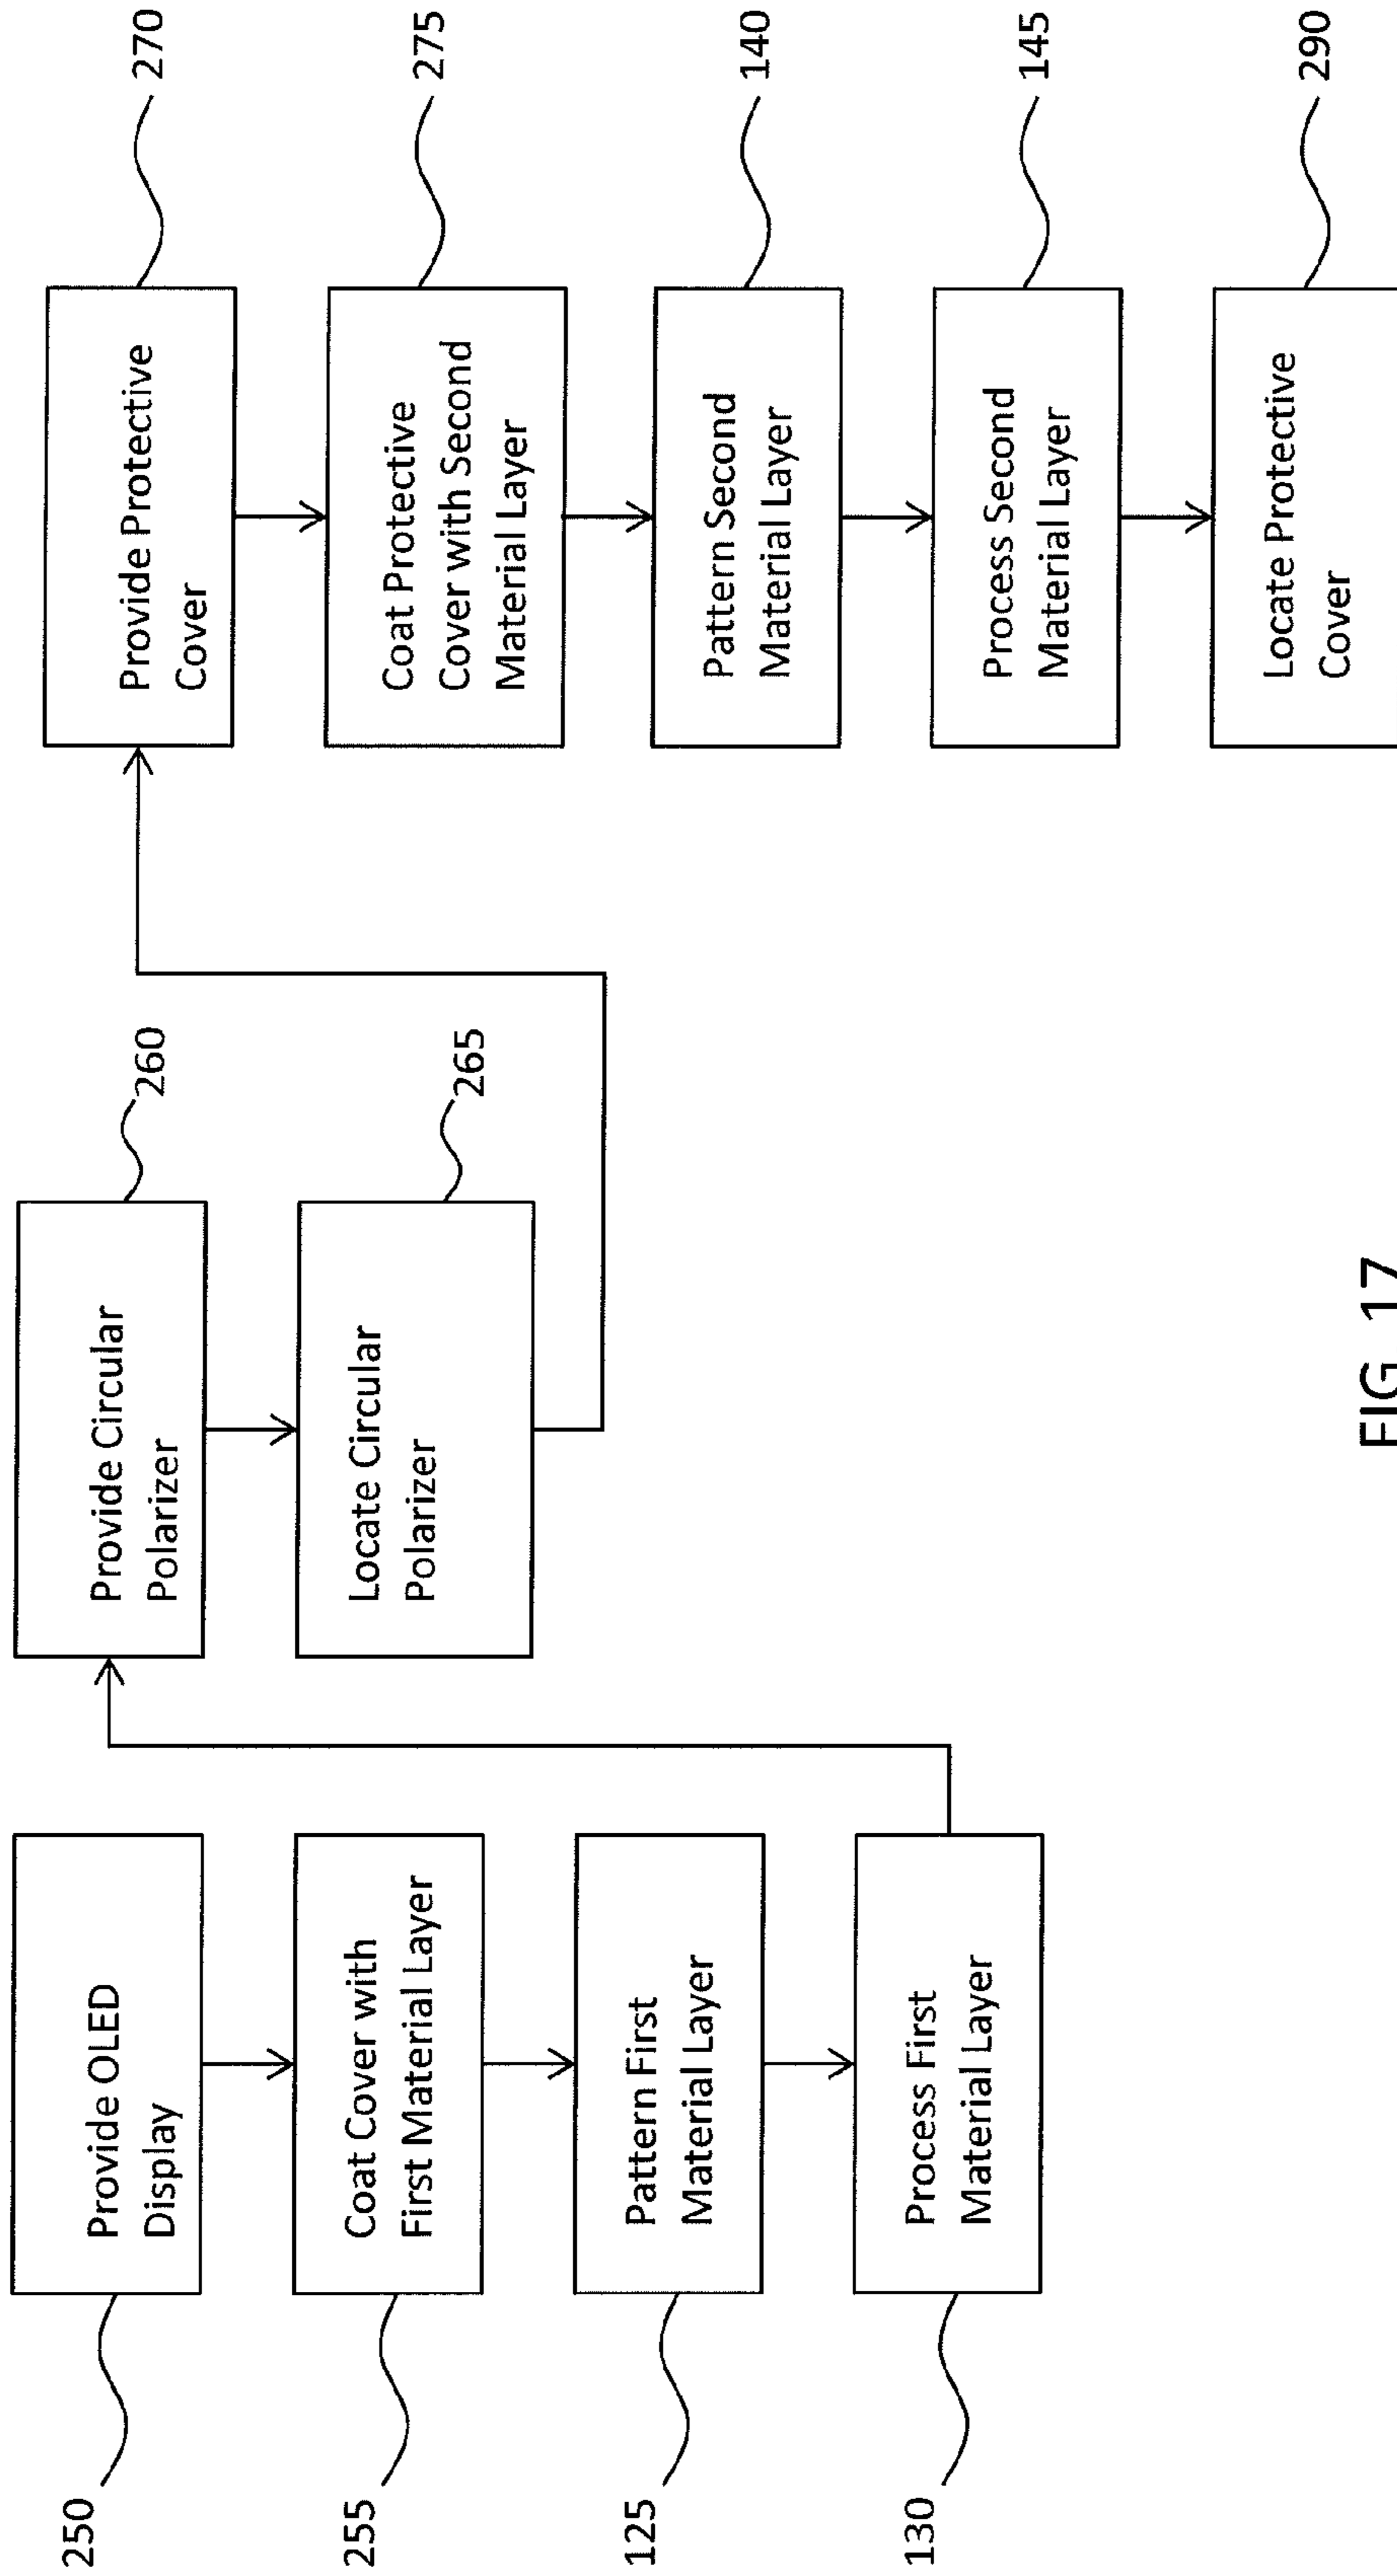 250
Provide OLED
Display
255
Coat Cover with
First Material Layer
125
Pattern First
Material Layer
130
Process First
Material Layer
Provide Circular
Polarizer
260
Locate Circular
Polarizer
265
Provide Protective
Cover
270
Coat Protective
Cover with Second
Material Layer
275
Pattern Second
Material Layer
140
Process Second
Material Layer
145
Locate Protective
Cover
290
FIG. 17